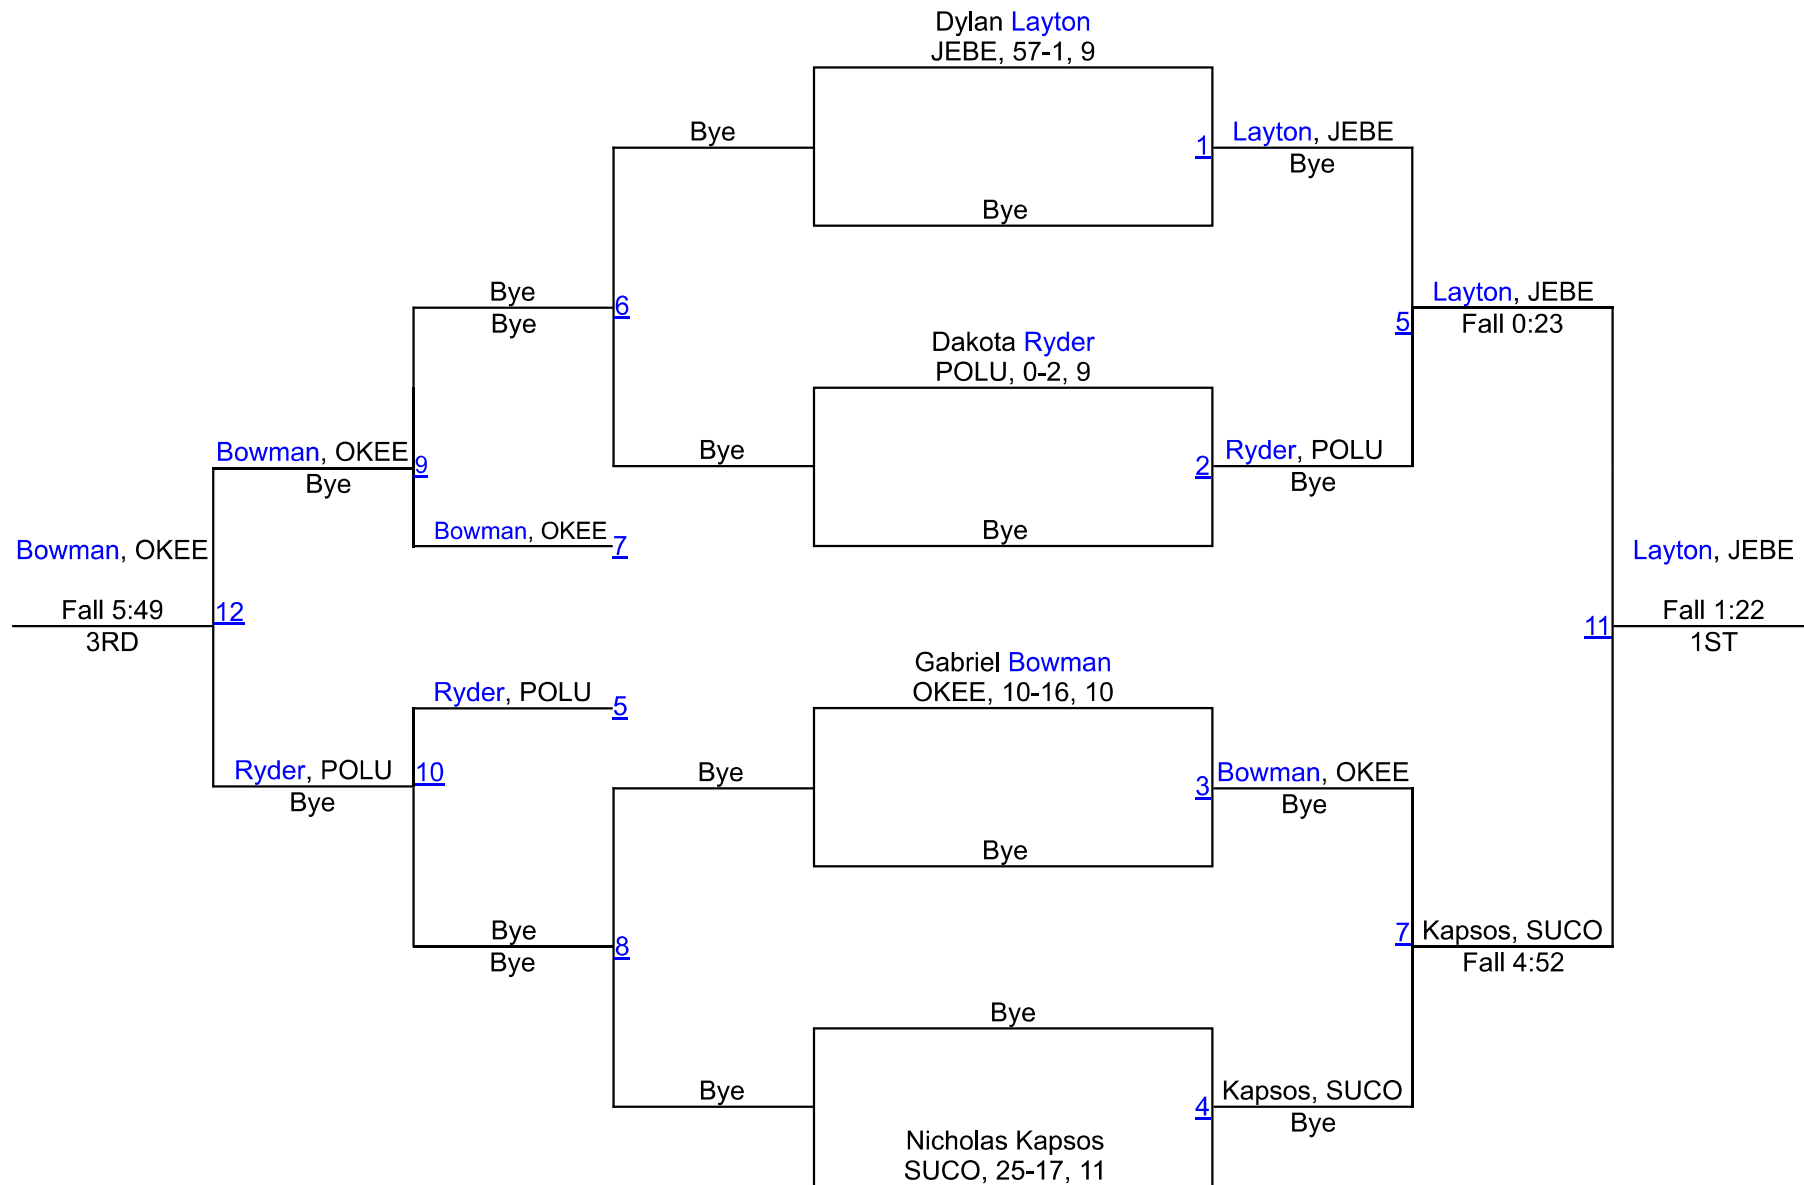 Dylan Layton
JEBE, 57-1, 9
Bye
1
Layton, JEBE
Bye
Bye
Bye
Bye
6
Layton, JEBE
5
Fall 0:23
Dakota Ryder
POLU, 0-2, 9
Bowman, OKEE
9
Bye
Bye
2
Ryder, POLU
Bye
Bowman, OKEE
7
Bye
Bowman, OKEE
Layton, JEBE
Fall 5:49
12
3RD
11
Fall 1:22
1ST
Gabriel Bowman
OKEE, 10-16, 10
Ryder, POLU
5
Ryder, POLU
10
Bye
Bye
3
Bowman, OKEE
Bye
Bye
Bye
8
Bye
7
Kapsos, SUCO
Fall 4:52
Bye
Bye
4
Kapsos, SUCO
Bye
Nicholas Kapsos
SUCO, 25-17, 11